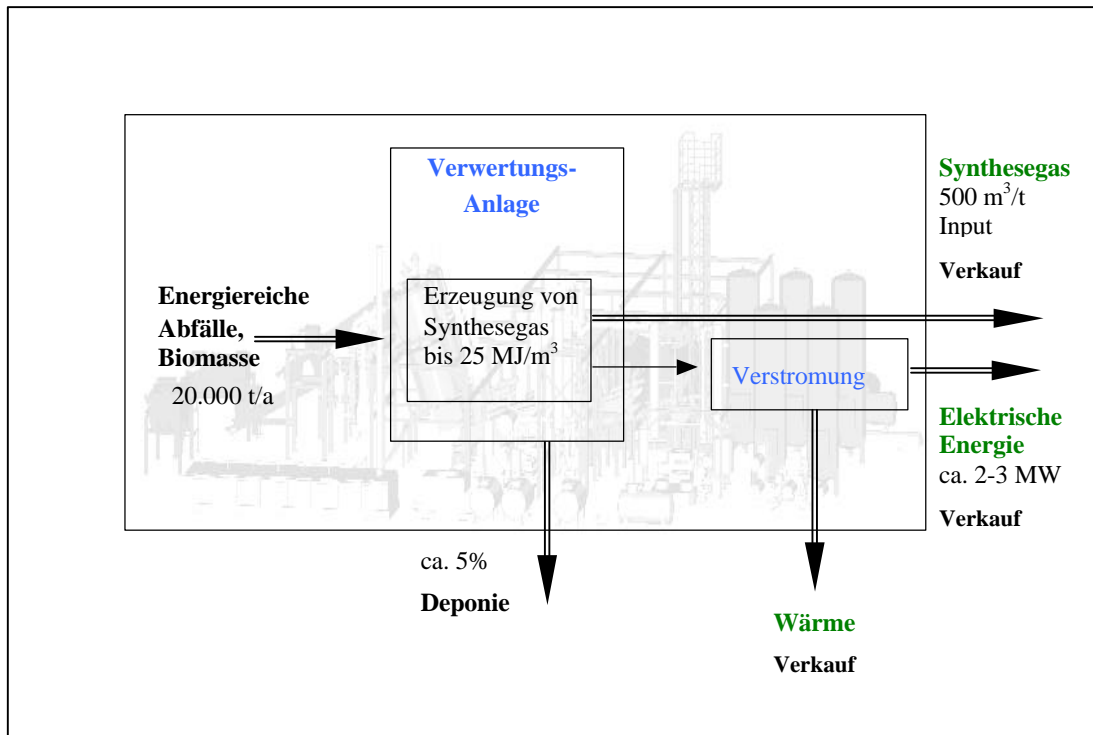 Verwertungs-
Anlage
Energiereiche
Abfälle,
Biomasse
20.000 t/a
Erzeugung von
Synthesegas
bis 25 MJ/m³
Verstromung
Synthesegas
500 m³/t
Input
Verkauf
Elektrische
Energie
ca. 2-3 MW
Verkauf
ca. 5%
Deponie
Wärme
Verkauf